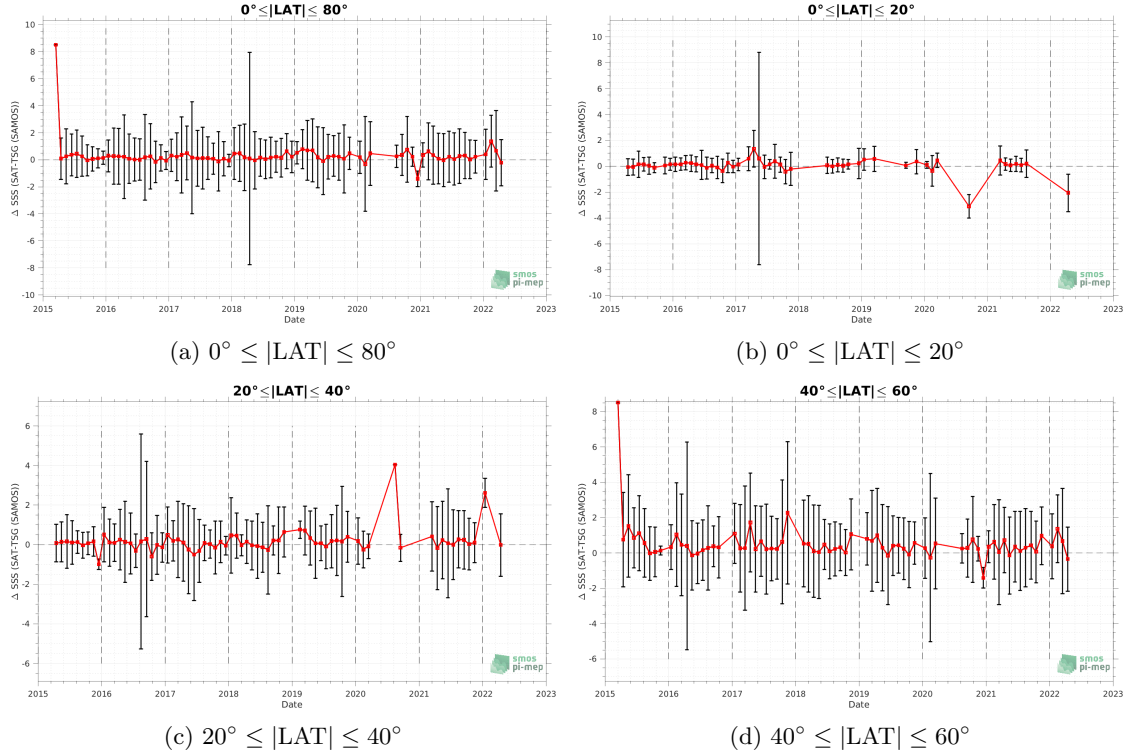 0°≤|LAT|≤ 80°
10
8
6
4
2
0
-2
-4
-6
-8
-10
Δ SSS (SAT-TSG (SAMOS))
2015 2016 2017 2018 2019 2020 2021 2022 2023
Date
smos
pi-mep
(a) 0° ≤ |LAT| ≤ 80°
0°≤|LAT|≤ 20°
10
8
6
4
2
0
-2
-4
-6
-8
-10
Δ SSS (SAT-TSG (SAMOS))
2015 2016 2017 2018 2019 2020 2021 2022 2023
Date
smos
pi-mep
(b) 0° ≤ |LAT| ≤ 20°
20°≤|LAT|≤ 40°
6
4
2
0
-2
-4
-6
Δ SSS (SAT-TSG (SAMOS))
2015 2016 2017 2018 2019 2020 2021 2022 2023
Date
smos
pi-mep
(c) 20° ≤ |LAT| ≤ 40°
40°≤|LAT|≤ 60°
8
6
4
2
0
-2
-4
-6
Δ SSS (SAT-TSG (SAMOS))
2015 2016 2017 2018 2019 2020 2021 2022 2023
Date
smos
pi-mep
(d) 40° ≤ |LAT| ≤ 60°